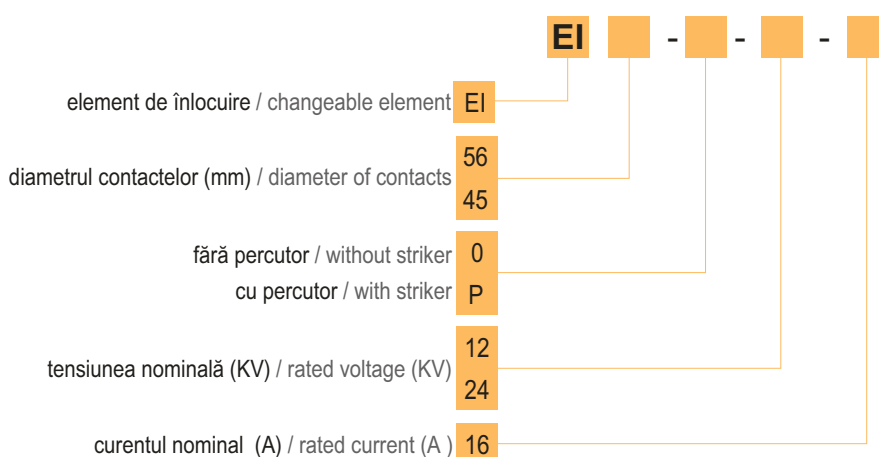 EI - - -
element de înlocuire / changeable element EI
56
diametrul contactelor (mm) / diameter of contacts
45
fără percutor / without striker 0
cu percutor / with striker P
12
tensiunea nominală (KV) / rated voltage (KV)
24
curentul nominal (A) / rated current (A ) 16